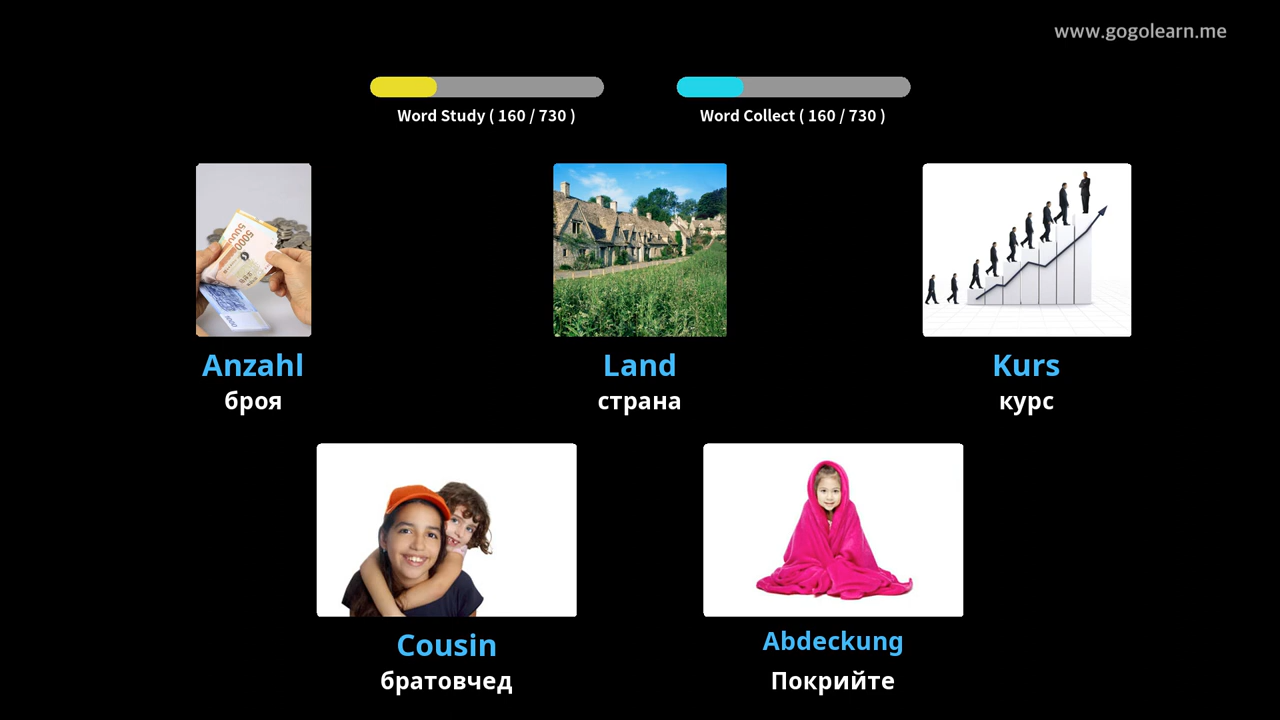 www.gogolearn.me
Word Study ( 160 / 730 )
Word Collect ( 160 / 730 )
5000
Anzahl
броя
Land
страна
Kurs
курс
Cousin
братовчед
Abdeckung
Покрийте